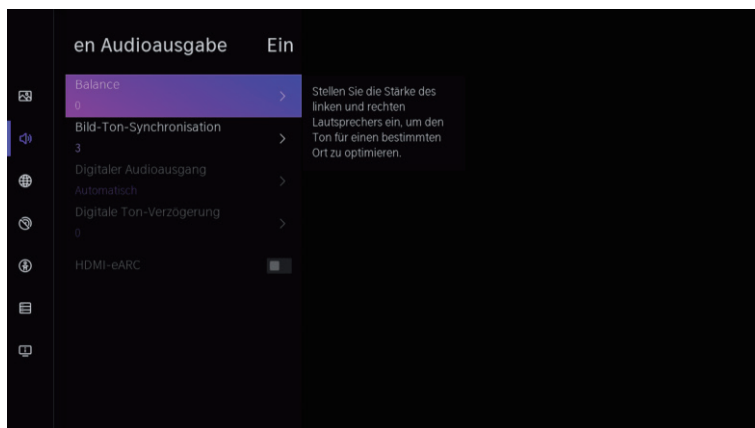 en Audioausgabe Ein
Balance
0
Bild-Ton-Synchronisation
3
Digitaler Audioausgang
Automatisch
Digitale Ton-Verzögerung
0
HDMI-eARC
Stellen Sie die Stärke des
linken und rechten
Lautsprechers ein, um den
Ton für einen bestimmten
Ort zu optimieren.